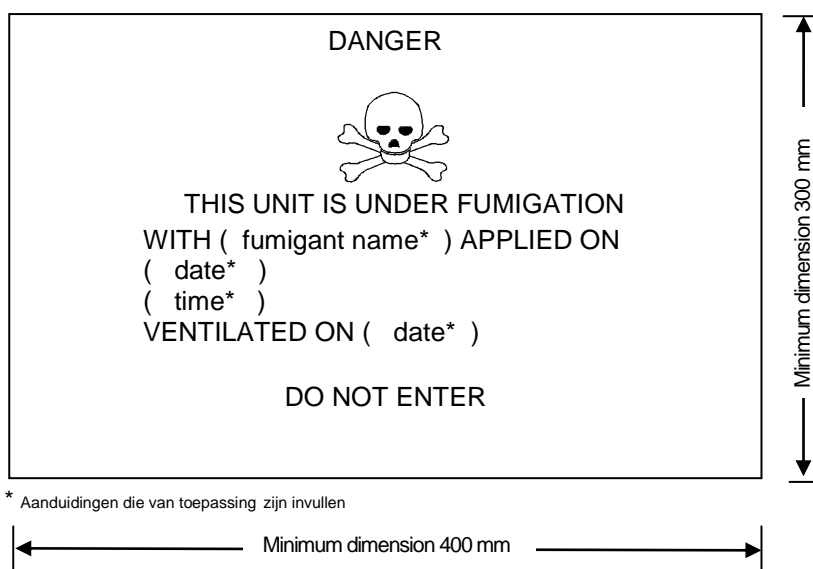 DANGER
THIS UNIT IS UNDER FUMIGATION
WITH ( fumigant name* ) APPLIED ON
( date* )
( time* )
VENTILATED ON ( date* )
DO NOT ENTER
Minimum dimension 300 mm
* Aanduidingen die van toepassing zijn invullen
Minimum dimension 400 mm